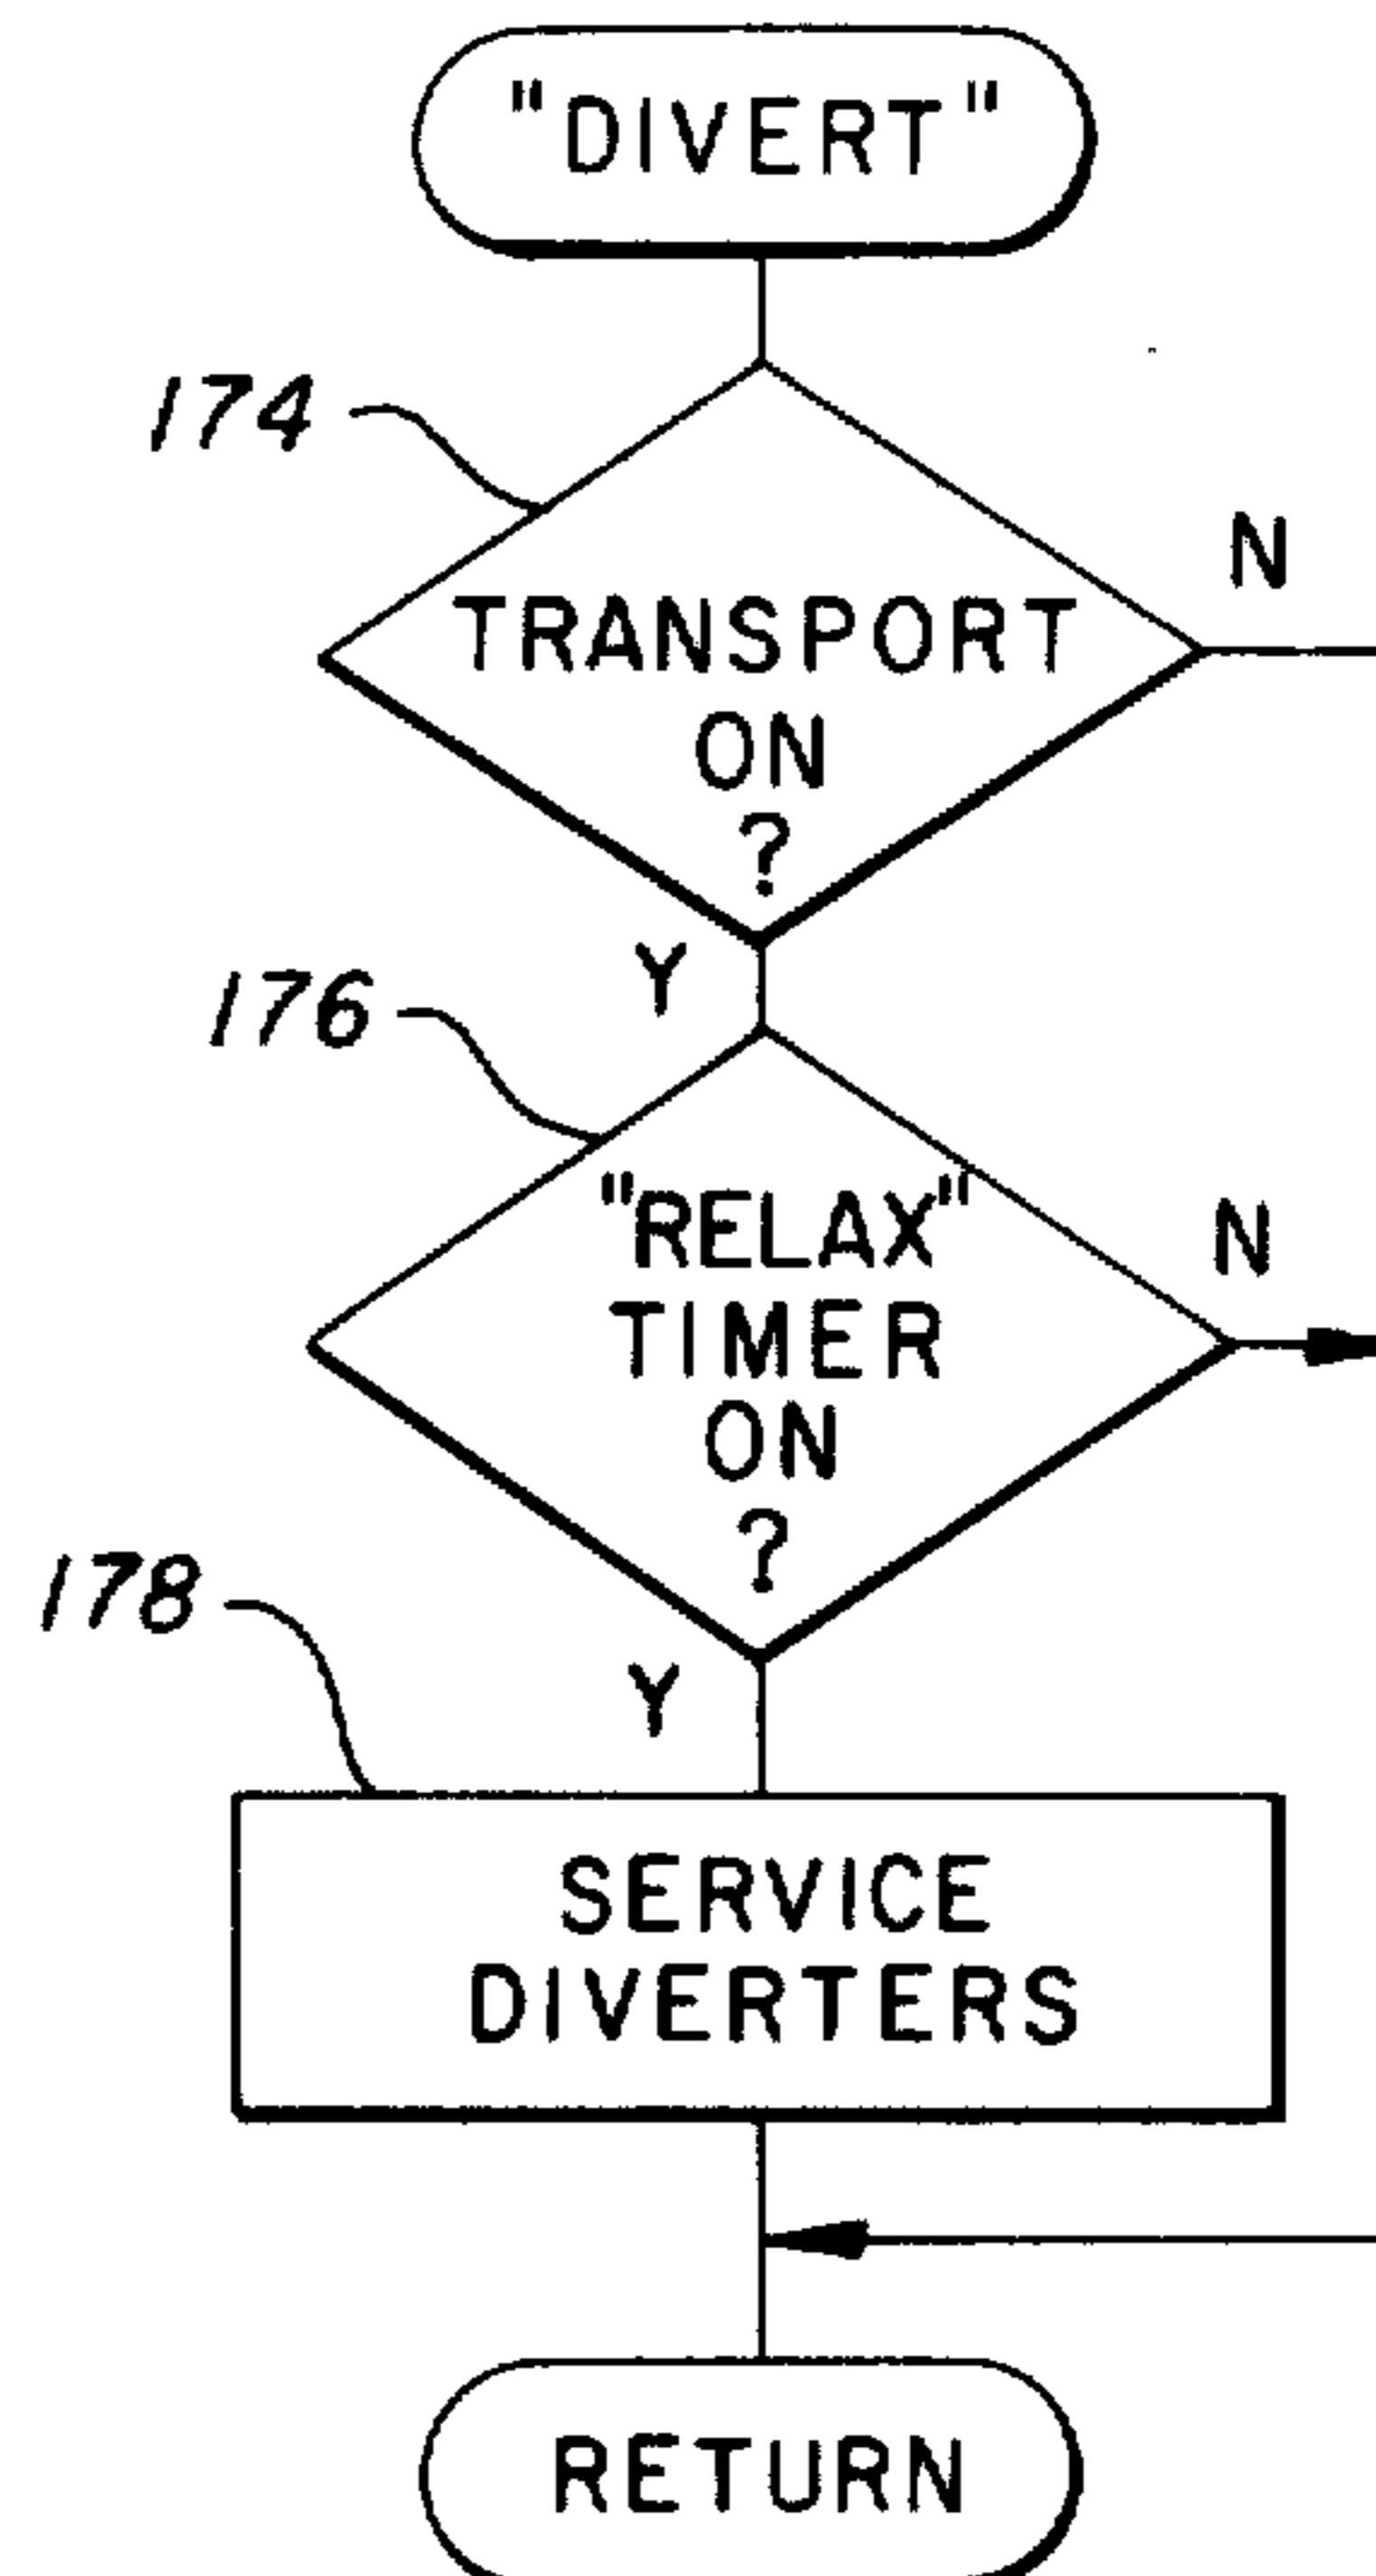 "DIVERT"
174
N
TRANSPORT
ON
?
Y
176
"RELAX"
N
TIMER
ON
?
178
Y
SERVICE
DIVERTERS
RETURN